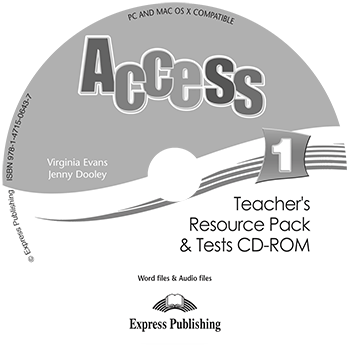 PC AND MAC OS X COMPATIBLE
Access
ISBN 978-1-4715-0643-7
© Express Publishing
Virginia Evans
Jenny Dooley
1
Teacher's
Resource Pack
& Tests CD-ROM
Word files & Audio files
Express Publishing